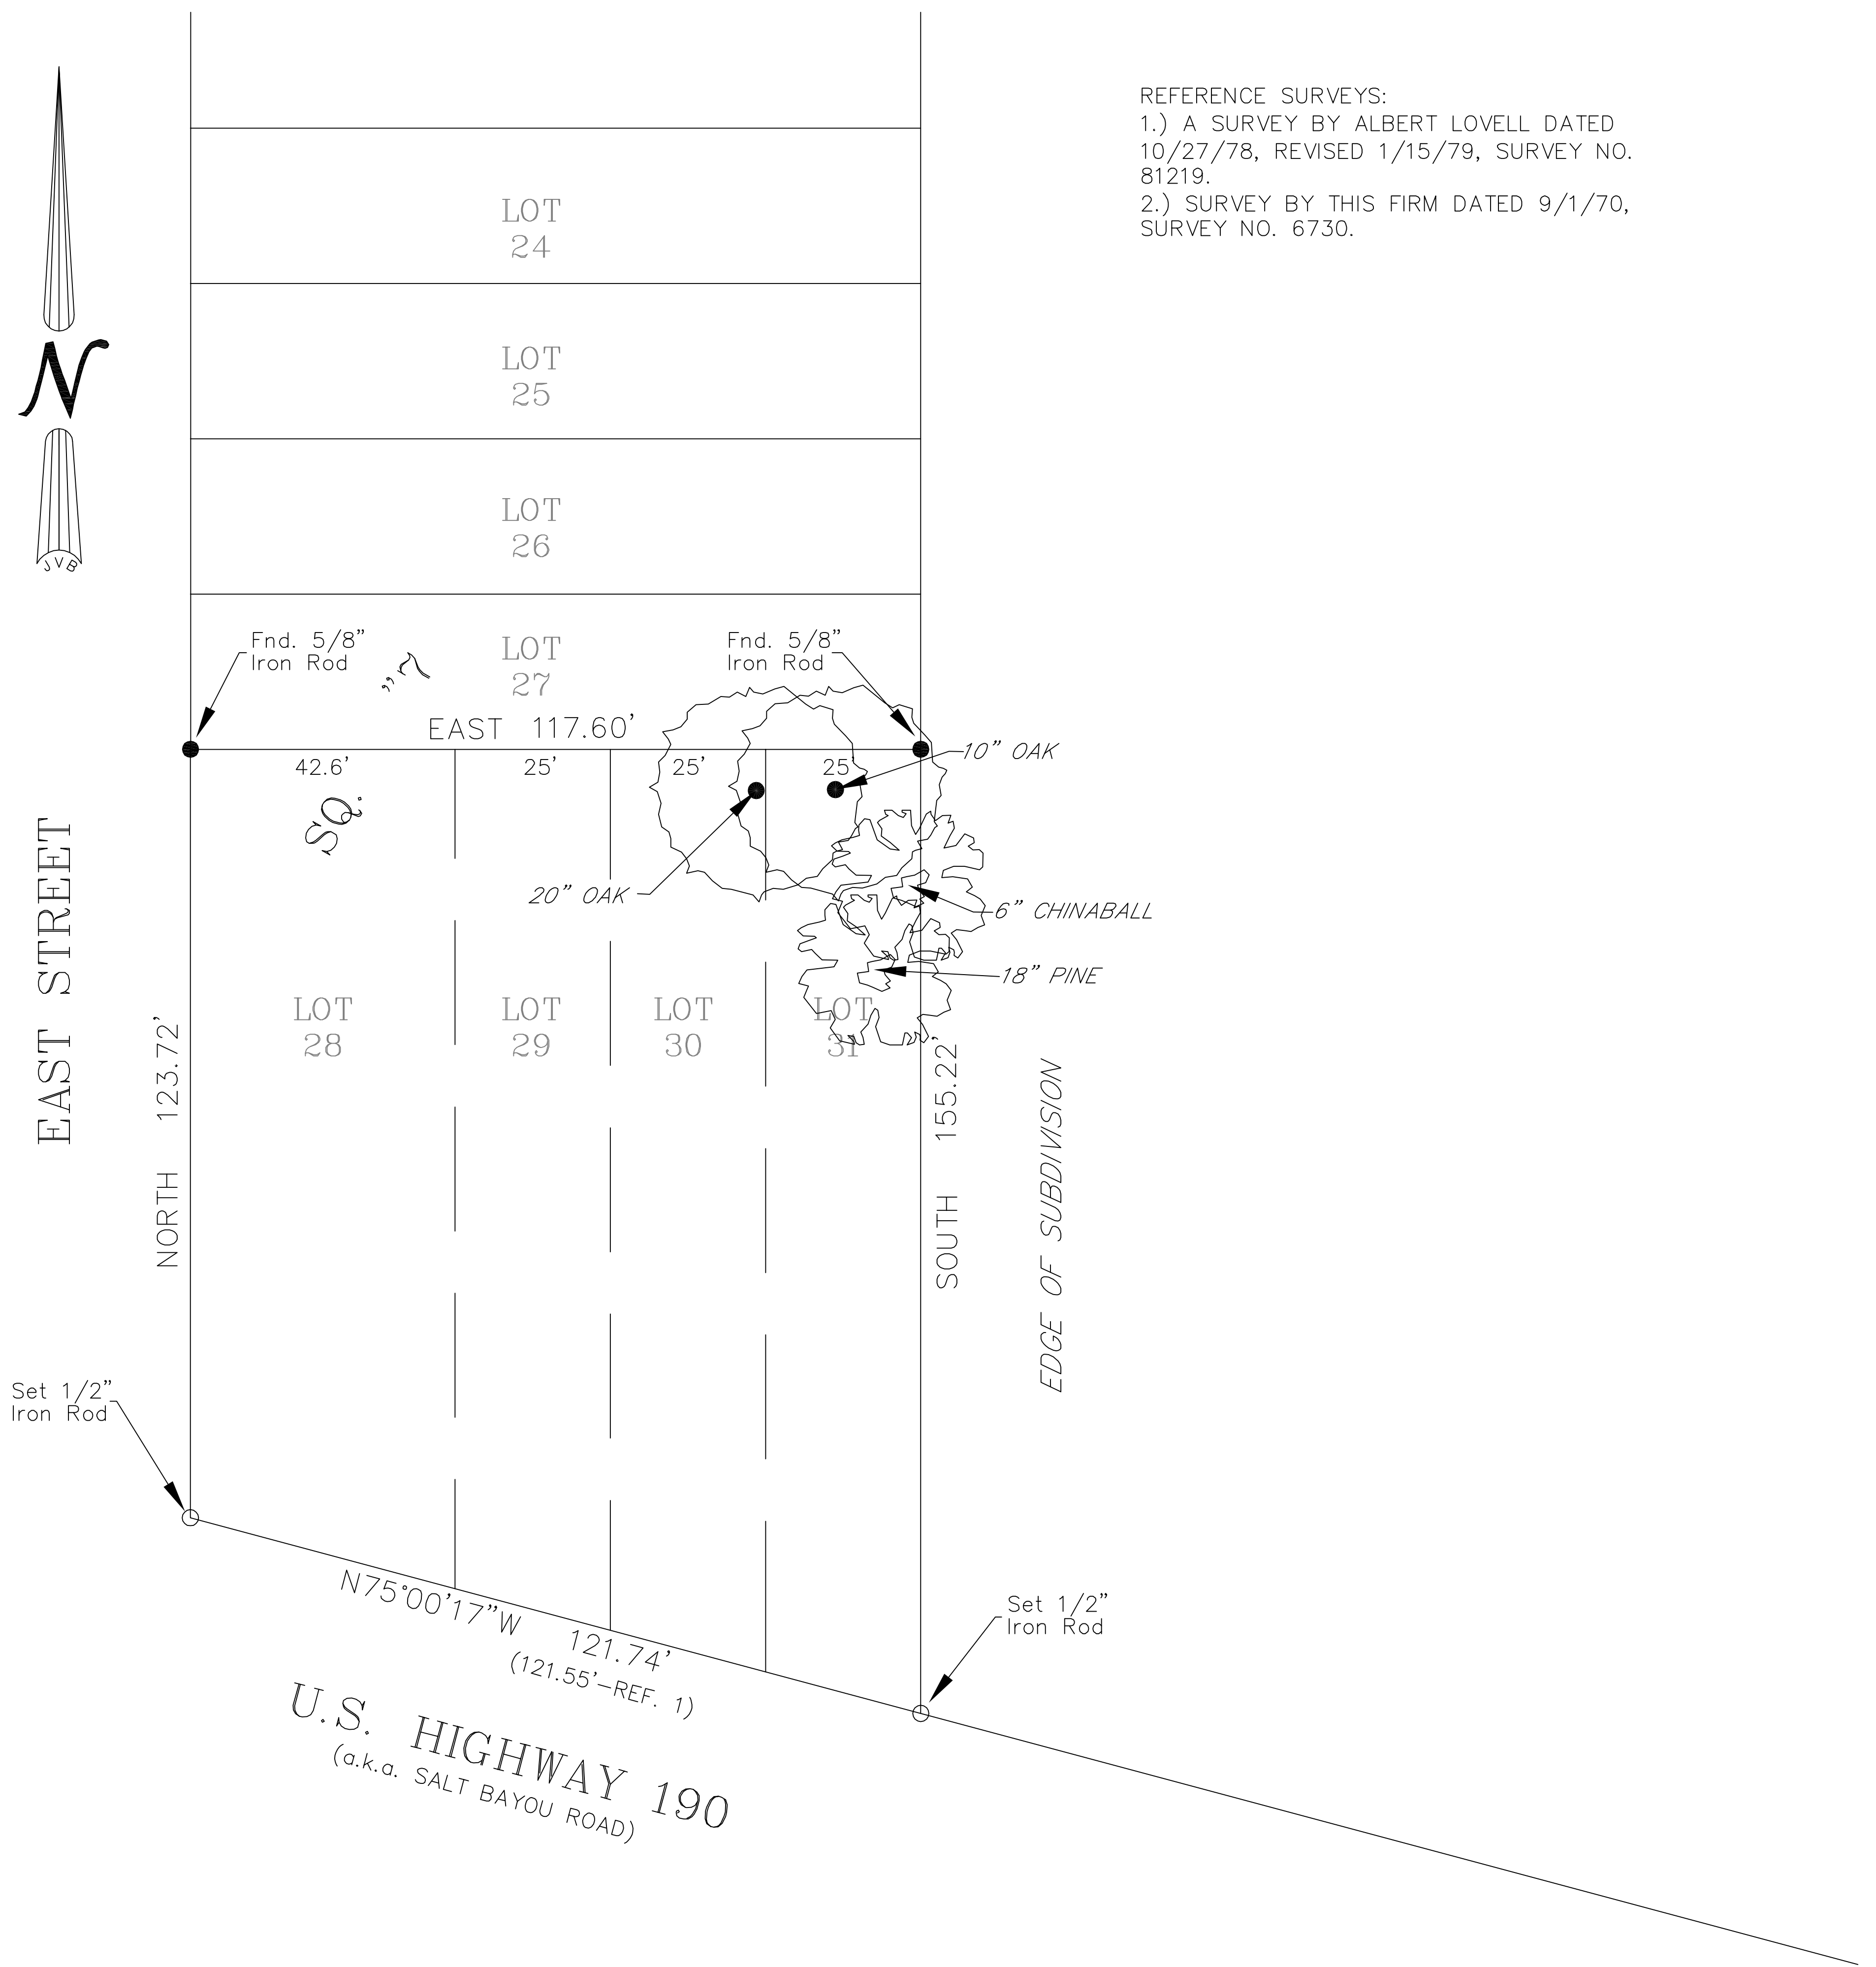 REFERENCE SURVEYS:
1.) A SURVEY BY ALBERT LOVELL DATED
10/27/78, REVISED 1/15/79, SURVEY NO.
81219.
2.) SURVEY BY THIS FIRM DATED 9/1/70,
SURVEY NO. 6730.
N
JVB
LOT
24
LOT
25
LOT
26
LOT
27
Fnd. 5/8"
Iron Rod
Fnd. 5/8"
Iron Rod
EAST 117.60'
42.6'
25'
25'
25'
SQ.
10" OAK
20" OAK
6" CHINABALL
18" PINE
LOT
28
LOT
29
LOT
30
LOT
31
EAST STREET
NORTH 123.72'
SOUTH 155.22'
EDGE OF SUBDIVISION
Set 1/2"
Iron Rod
Set 1/2"
Iron Rod
N75°00'17"W 121.74'
(121.55'-REF. 1)
U.S. HIGHWAY 190
(a.k.a. SALT BAYOU ROAD)